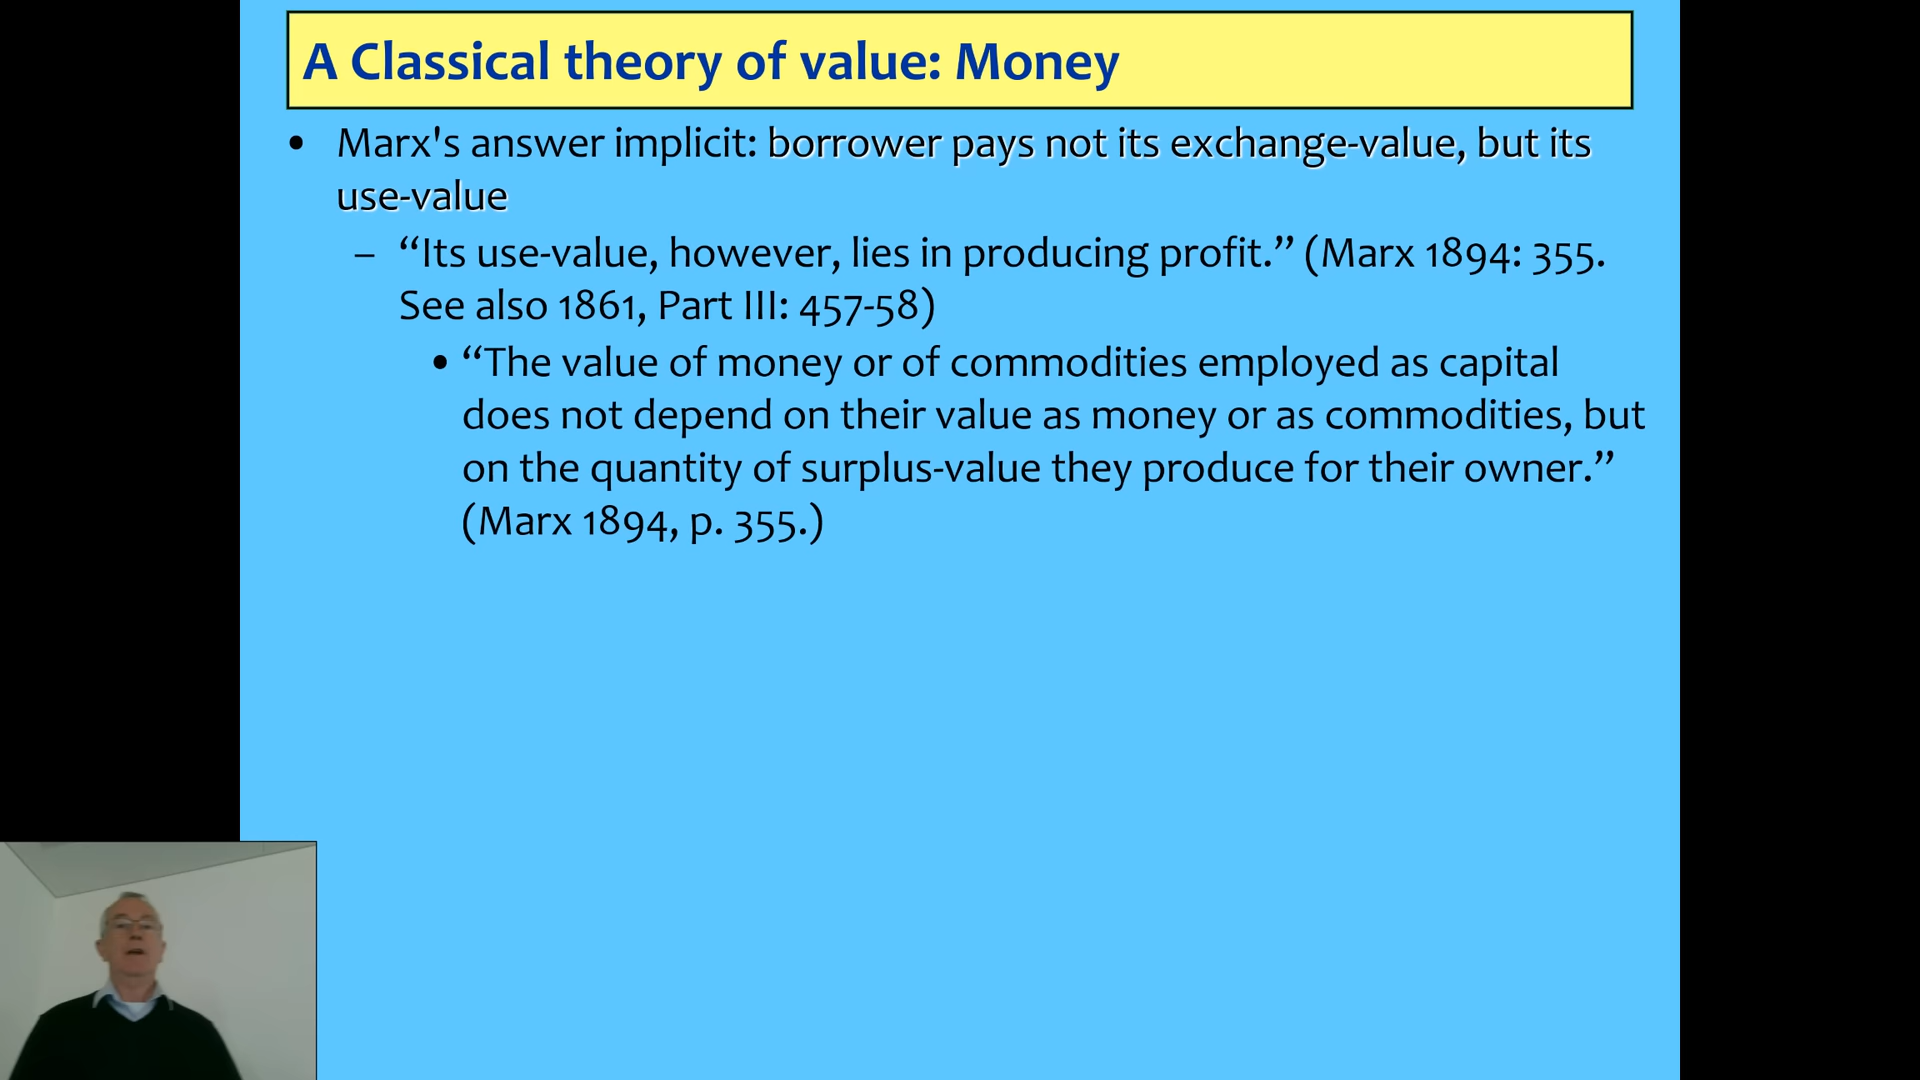 A Classical theory of value: Money
• Marx's answer implicit: borrower pays not its exchange-value, but its
use-value
– “Its use-value, however, lies in producing profit.” (Marx 1894: 355.
See also 1861, Part III: 457-58)
• “The value of money or of commodities employed as capital
does not depend on their value as money or as commodities, but
on the quantity of surplus-value they produce for their owner.”
(Marx 1894, p. 355.)